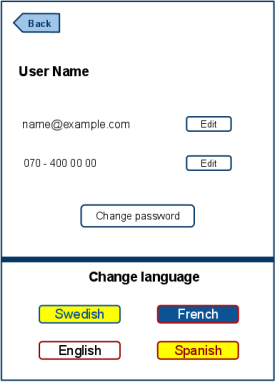 Back
User Name
name@example.com Edit
070 - 400 00 00 Edit
Change password
Change language
Swedish French
English Spanish